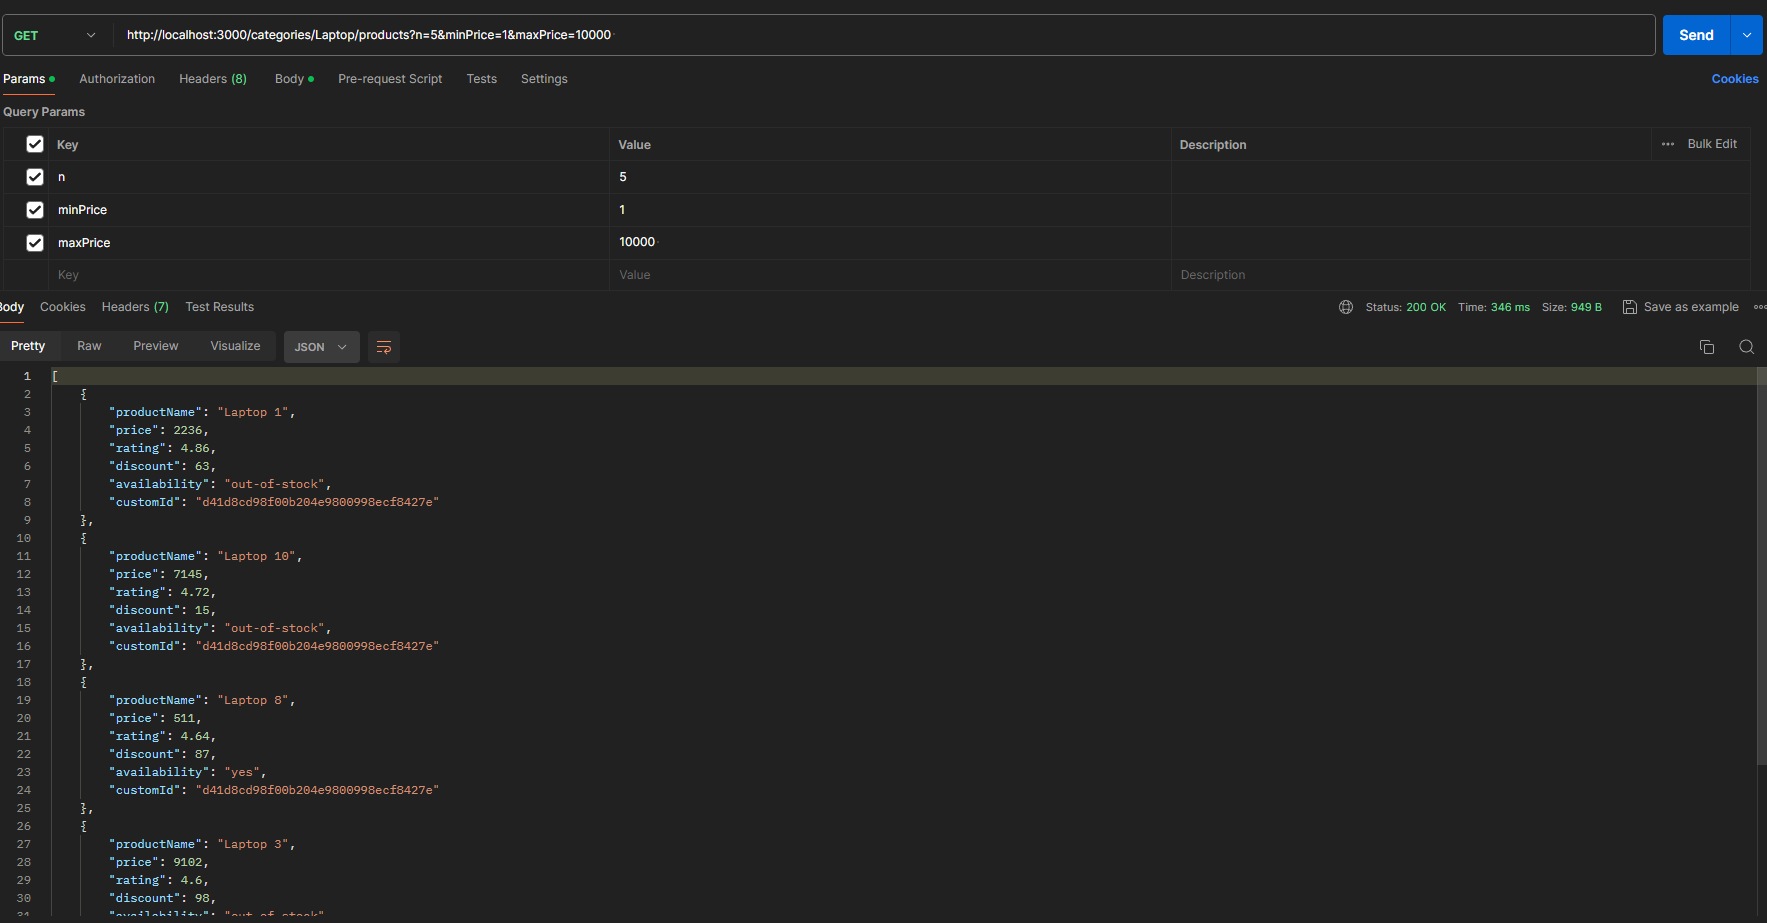 GET http://localhost:3000/categories/Laptop/products?n=5&minPrice=1&maxPrice=10000 Send
Params Authorization Headers (8) Body Pre-request Script Tests Settings Cookies
Query Params
Key Value Description Bulk Edit
n 5
minPrice 1
maxPrice 10000
Key Value Description
Body Cookies Headers (7) Test Results Status: 200 OK Time: 346 ms Size: 949 B Save as example
Pretty Raw Preview Visualize JSON
1 [
2 {
3 "productName": "Laptop 1",
4 "price": 2236,
5 "rating": 4.86,
6 "discount": 63,
7 "availability": "out-of-stock",
8 "customId": "d41d8cd98f00b204e9800998ecf8427e"
9 },
10 {
11 "productName": "Laptop 10",
12 "price": 7145,
13 "rating": 4.72,
14 "discount": 15,
15 "availability": "out-of-stock",
16 "customId": "d41d8cd98f00b204e9800998ecf8427e"
17 },
18 {
19 "productName": "Laptop 8",
20 "price": 511,
21 "rating": 4.64,
22 "discount": 87,
23 "availability": "yes",
24 "customId": "d41d8cd98f00b204e9800998ecf8427e"
25 },
26 {
27 "productName": "Laptop 3",
28 "price": 9102,
29 "rating": 4.6,
30 "discount": 98,
31 "availability": "out-of-stock"